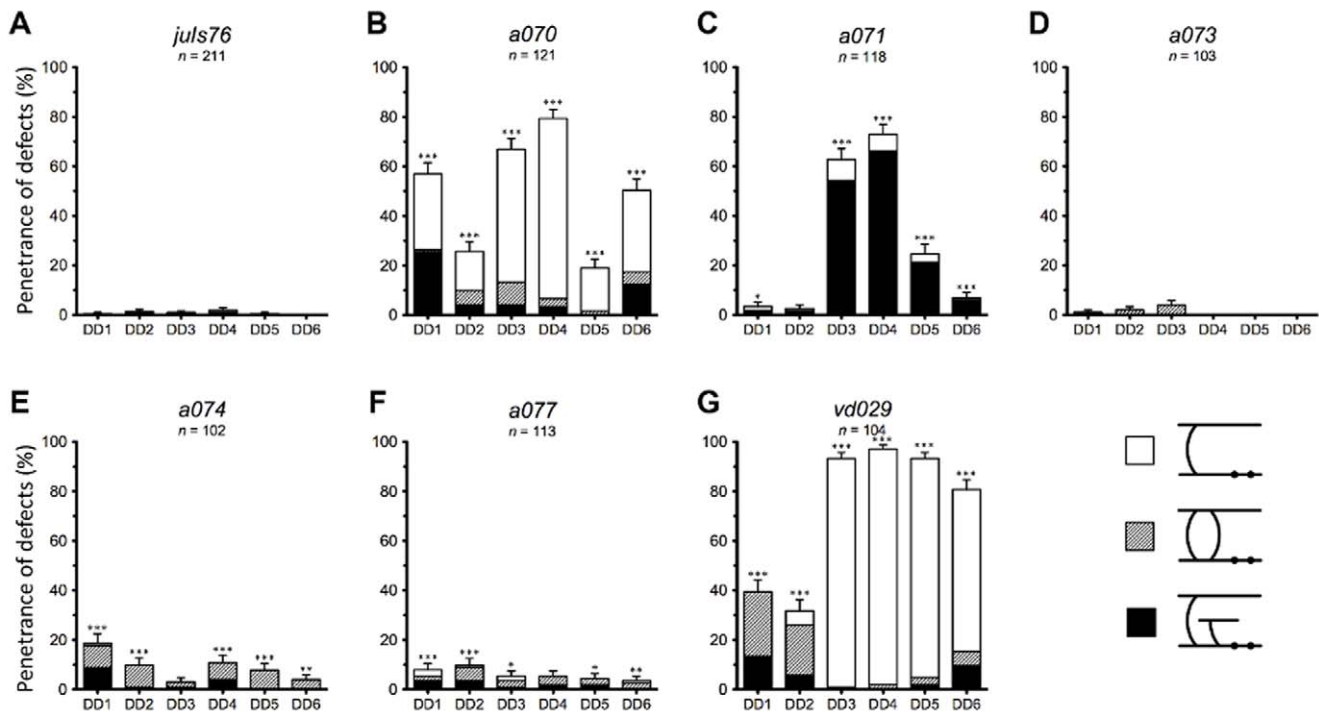 A
juIs76
n = 211
Penetrance of defects (%)
100
80
60
40
20
0
DD1 DD2 DD3 DD4 DD5 DD6
B
a070
n = 121
100
80
60
40
20
0
***
***
***
***
***
***
DD1 DD2 DD3 DD4 DD5 DD6
C
a071
n = 118
100
80
60
40
20
0
*
***
***
***
***
DD1 DD2 DD3 DD4 DD5 DD6
D
a073
n = 103
100
80
60
40
20
0
DD1 DD2 DD3 DD4 DD5 DD6
E
a074
n = 102
Penetrance of defects (%)
100
80
60
40
20
0
***
***
***
***
**
DD1 DD2 DD3 DD4 DD5 DD6
F
a077
n = 113
100
80
60
40
20
0
***
***
*
*
**
DD1 DD2 DD3 DD4 DD5 DD6
G
vd029
n = 104
100
80
60
40
20
0
***
***
***
***
***
***
DD1 DD2 DD3 DD4 DD5 DD6